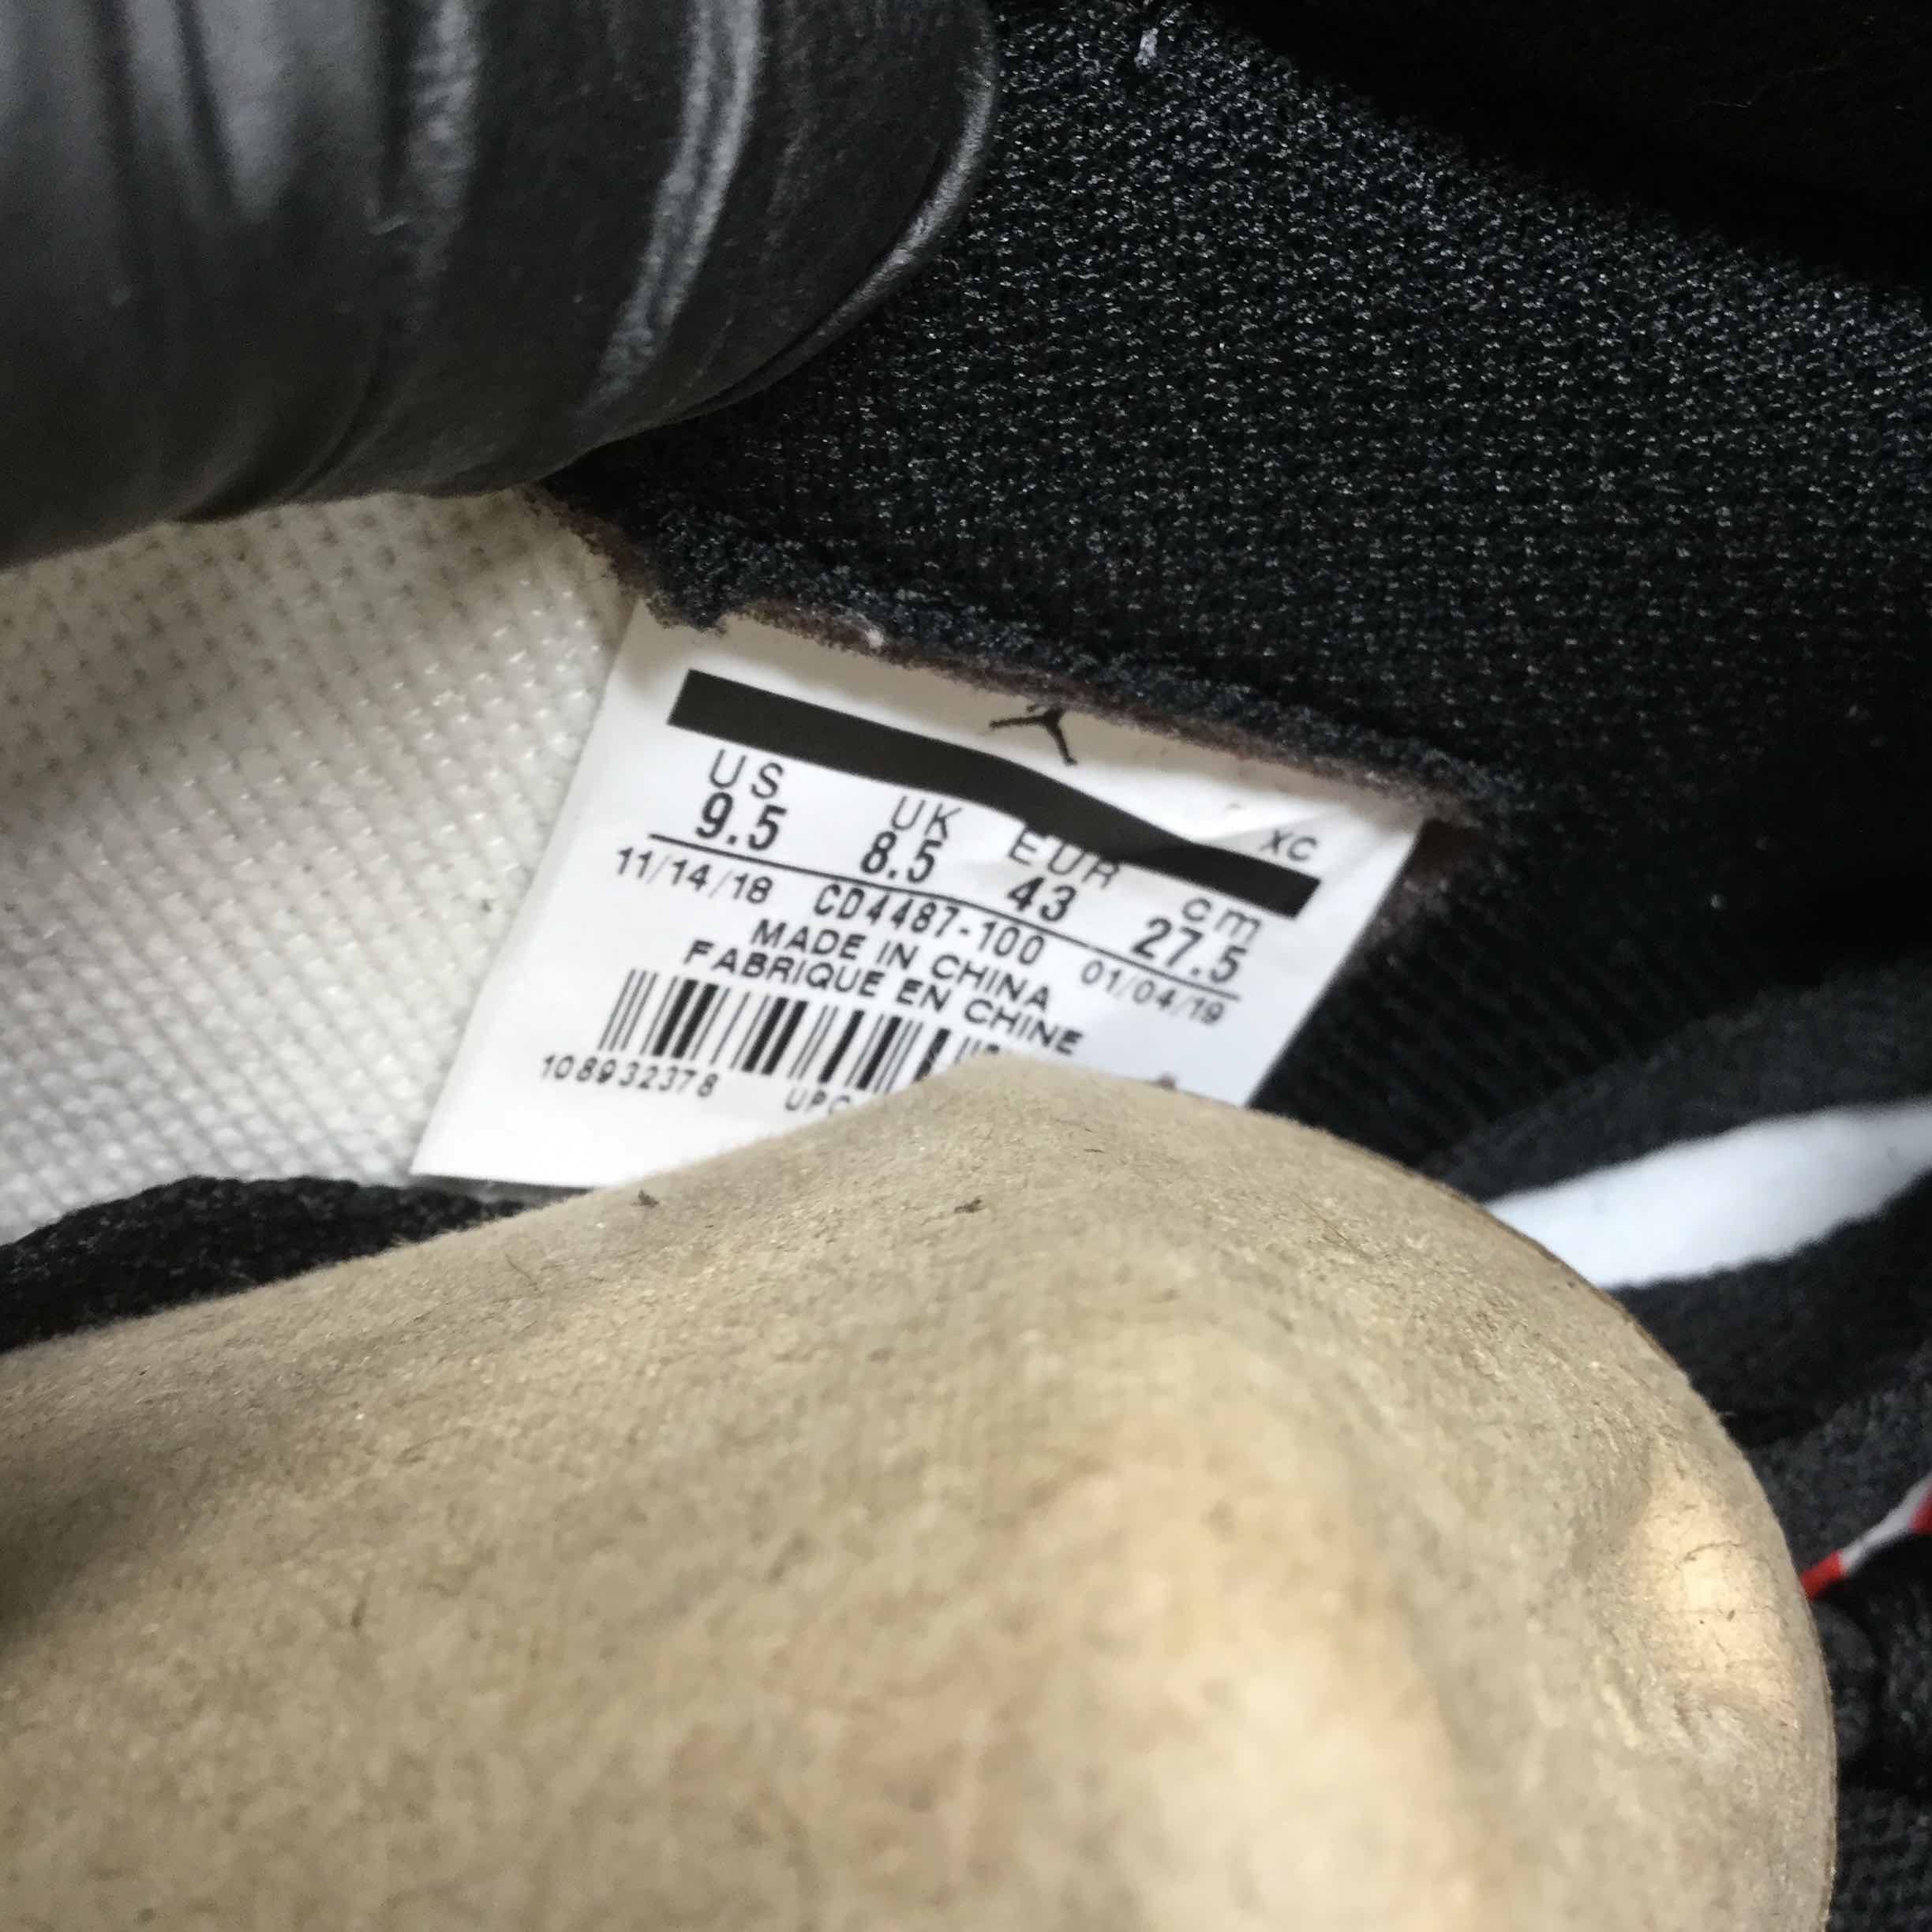 XC
US UK EUR cm
9.5 8.5 43 27.5
11/14/18 CD4487-100 01/04/19
MADE IN CHINA
FABRIQUE EN CHINE
108932378 UPC